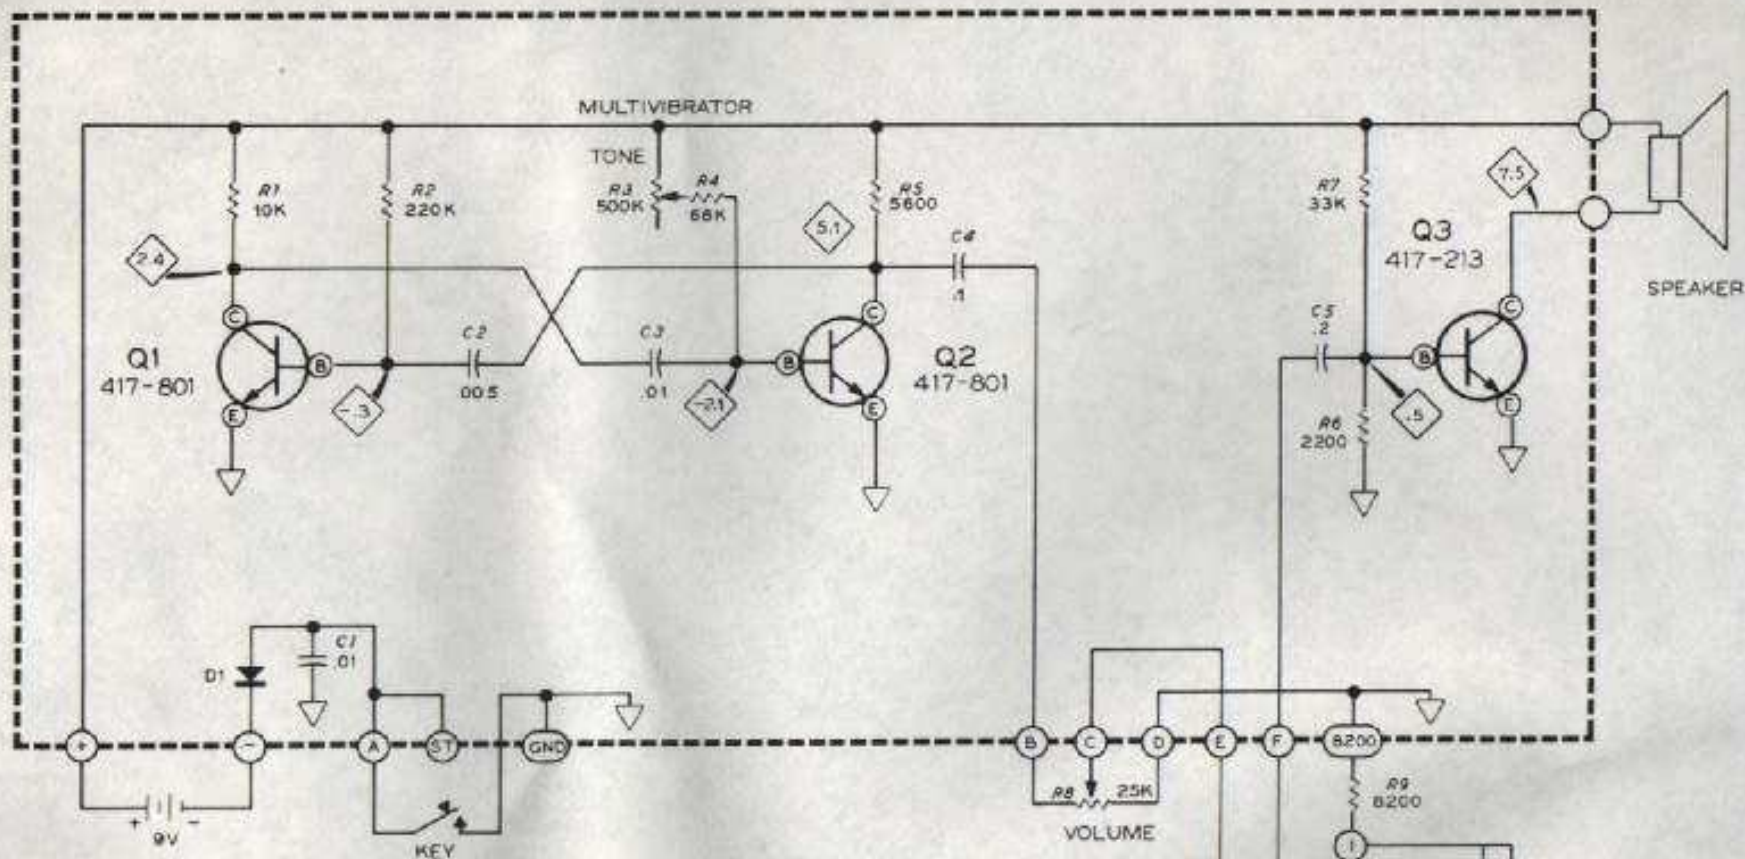 MULTIVIBRATOR
TONE
R1
10K
R2
220K
R3
500K
R4
68K
R5
5600
5.1
C4
.1
2.4
C
Q1
417-801
B
E
-.3
C2
.005
C3
.01
-2.1
B
C
E
Q2
417-801
R7
33K
7.5
Q3
417-213
C5
.2
C
B
E
R6
2200
.5
SPEAKER
D1
C1
.01
+
-
A
ST
GND
B
C
D
E
F
8200
+ 9V -
KEY
R8
25K
VOLUME
R9
8200
1